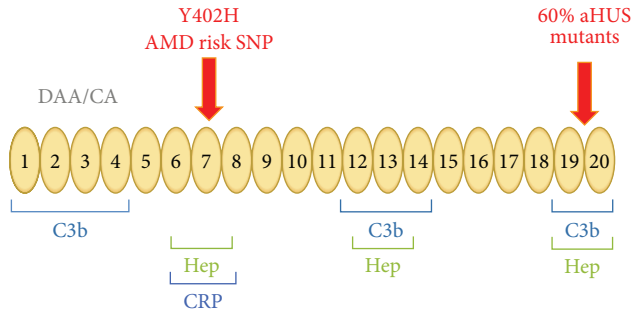 Y402H
AMD risk SNP
60% aHUS
mutants
DAA/CA
1 2 3 4 5 6 7 8 9 10 11 12 13 14 15 16 17 18 19 20
C3b C3b C3b
Hep Hep Hep
CRP